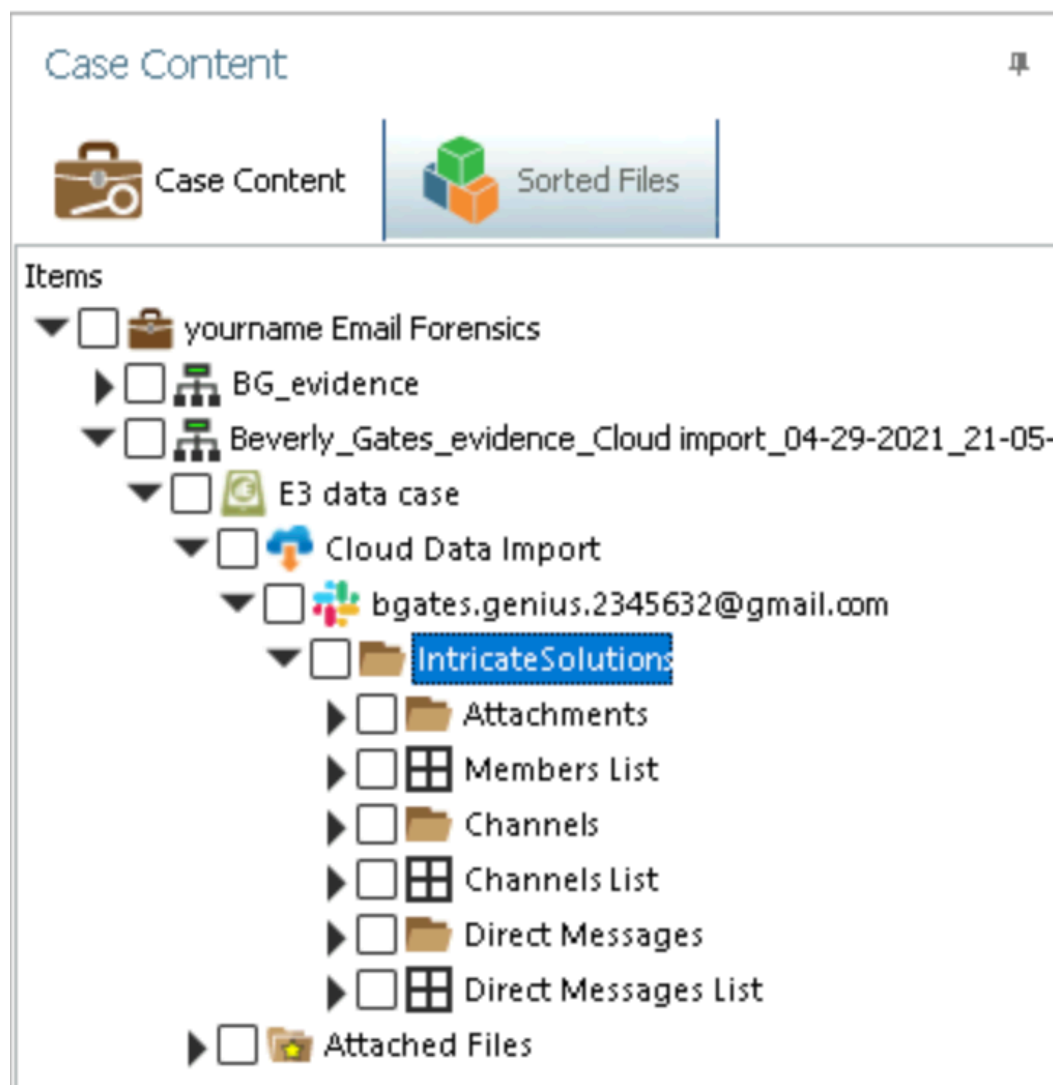 Case Content
Case Content Sorted Files
Items
yourname Email Forensics
BG_evidence
Beverly_Gates_evidence_Cloud import_04-29-2021_21-05-
E3 data case
Cloud Data Import
bgates.genius.2345632@gmail.com
IntricateSolutions
Attachments
Members List
Channels
Channels List
Direct Messages
Direct Messages List
Attached Files